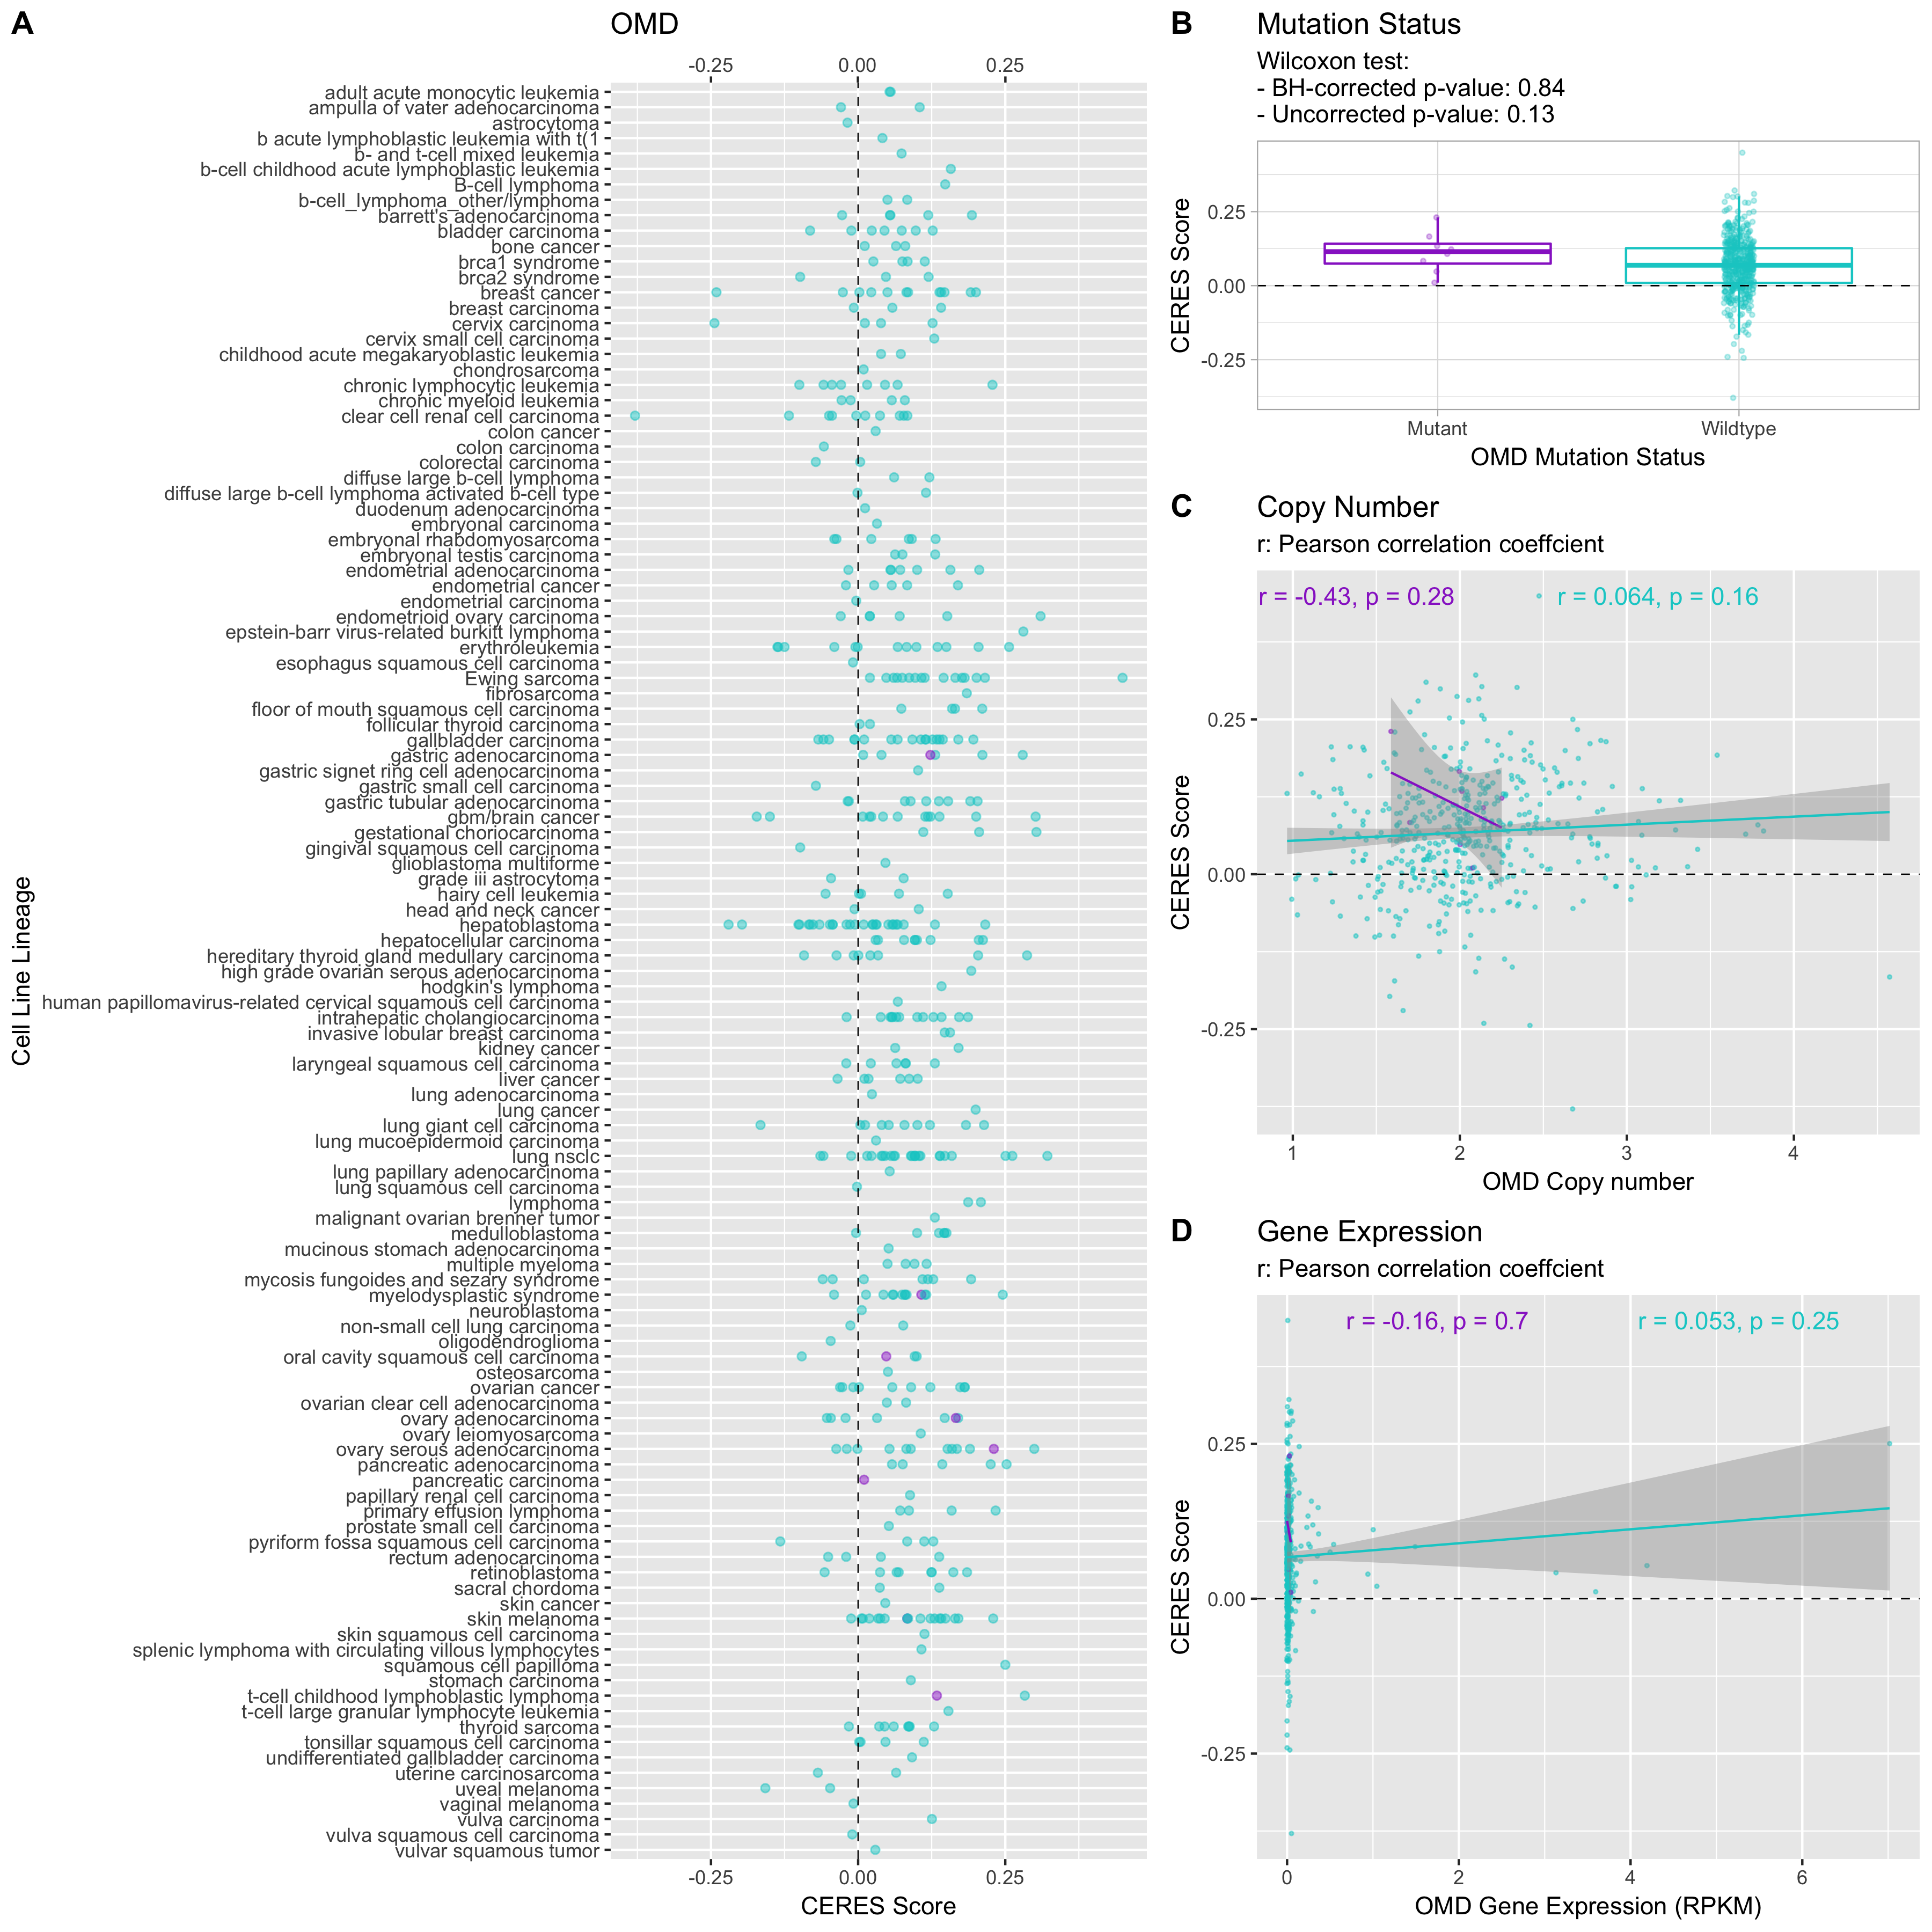 A
OMD
-0.25 0.00 0.25
Cell Line Lineage
adult acute monocytic leukemia
ampulla of vater adenocarcinoma
astrocytoma
b acute lymphoblastic leukemia with t(1
b- and t-cell mixed leukemia
b-cell childhood acute lymphoblastic leukemia
B-cell lymphoma
b-cell_lymphoma_other/lymphoma
barrett's adenocarcinoma
bladder carcinoma
bone cancer
brca1 syndrome
brca2 syndrome
breast cancer
breast carcinoma
cervix carcinoma
cervix small cell carcinoma
childhood acute megakaryoblastic leukemia
chondrosarcoma
chronic lymphocytic leukemia
chronic myeloid leukemia
clear cell renal cell carcinoma
colon cancer
colon carcinoma
colorectal carcinoma
diffuse large b-cell lymphoma
diffuse large b-cell lymphoma activated b-cell type
duodenum adenocarcinoma
embryonal carcinoma
embryonal rhabdomyosarcoma
embryonal testis carcinoma
endometrial adenocarcinoma
endometrial cancer
endometrial carcinoma
endometrioid ovary carcinoma
epstein-barr virus-related burkitt lymphoma
erythroleukemia
esophagus squamous cell carcinoma
Ewing sarcoma
fibrosarcoma
floor of mouth squamous cell carcinoma
follicular thyroid carcinoma
gallbladder carcinoma
gastric adenocarcinoma
gastric signet ring cell adenocarcinoma
gastric small cell carcinoma
gastric tubular adenocarcinoma
gbm/brain cancer
gestational choriocarcinoma
gingival squamous cell carcinoma
glioblastoma multiforme
grade iii astrocytoma
hairy cell leukemia
head and neck cancer
hepatoblastoma
hepatocellular carcinoma
hereditary thyroid gland medullary carcinoma
high grade ovarian serous adenocarcinoma
hodgkin's lymphoma
human papillomavirus-related cervical squamous cell carcinoma
intrahepatic cholangiocarcinoma
invasive lobular breast carcinoma
kidney cancer
laryngeal squamous cell carcinoma
liver cancer
lung adenocarcinoma
lung cancer
lung giant cell carcinoma
lung mucoepidermoid carcinoma
lung nsclc
lung papillary adenocarcinoma
lung squamous cell carcinoma
lymphoma
malignant ovarian brenner tumor
medulloblastoma
mucinous stomach adenocarcinoma
multiple myeloma
mycosis fungoides and sezary syndrome
myelodysplastic syndrome
neuroblastoma
non-small cell lung carcinoma
oligodendroglioma
oral cavity squamous cell carcinoma
osteosarcoma
ovarian cancer
ovarian clear cell adenocarcinoma
ovary adenocarcinoma
ovary leiomyosarcoma
ovary serous adenocarcinoma
pancreatic adenocarcinoma
pancreatic carcinoma
papillary renal cell carcinoma
primary effusion lymphoma
prostate small cell carcinoma
pyriform fossa squamous cell carcinoma
rectum adenocarcinoma
retinoblastoma
sacral chordoma
skin cancer
skin melanoma
skin squamous cell carcinoma
splenic lymphoma with circulating villous lymphocytes
squamous cell papilloma
stomach carcinoma
t-cell childhood lymphoblastic lymphoma
t-cell large granular lymphocyte leukemia
thyroid sarcoma
tonsillar squamous cell carcinoma
undifferentiated gallbladder carcinoma
uterine carcinosarcoma
uveal melanoma
vaginal melanoma
vulva carcinoma
vulva squamous cell carcinoma
vulvar squamous tumor
-0.25 0.00 0.25
CERES Score
B
Mutation Status
Wilcoxon test:
- BH-corrected p-value: 0.84
- Uncorrected p-value: 0.13
CERES Score
0.25
0.00
-0.25
Mutant Wildtype
OMD Mutation Status
C
Copy Number
r: Pearson correlation coeffcient
r = -0.43, p = 0.28 r = 0.064, p = 0.16
CERES Score
0.25
0.00
-0.25
1 2 3 4
OMD Copy number
D
Gene Expression
r: Pearson correlation coeffcient
r = -0.16, p = 0.7 r = 0.053, p = 0.25
CERES Score
0.25
0.00
-0.25
0 2 4 6
OMD Gene Expression (RPKM)